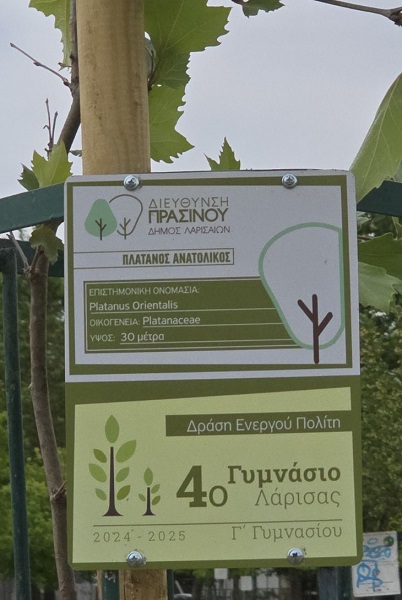 ΔΙΕΥΘΥΝΣΗ
ΠΡΑΣΙΝΟΥ
ΔΗΜΟΣ ΛΑΡΙΣΑΙΩΝ
ΠΛΑΤΑΝΟΣ ΑΝΑΤΟΛΙΚΟΣ
ΕΠΙΣΤΗΜΟΝΙΚΗ ΟΝΟΜΑΣΙΑ:
Platanus Orientalis
ΟΙΚΟΓΕΝΕΙΑ: Platanaceae
ΥΨΟΣ: 30 μέτρα
Δράση Ενεργού Πολίτη
4ο Γυμνάσιο
Λάρισας
2024 - 2025 Γ΄ Γυμνασίου